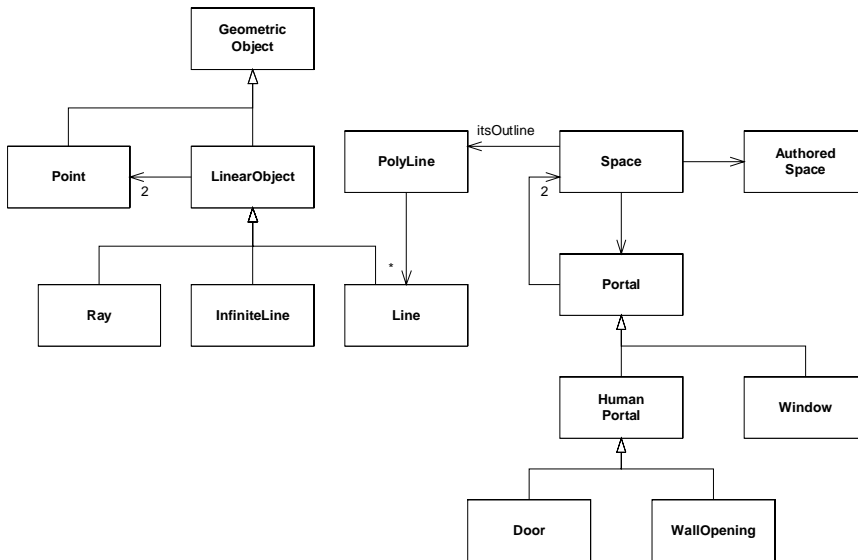 Geometric
Object
itsOutline
Point
2
LinearObject
PolyLine
Space
2
Authored
Space
*
Ray
InfiniteLine
Line
Portal
Human
Portal
Window
Door
WallOpening